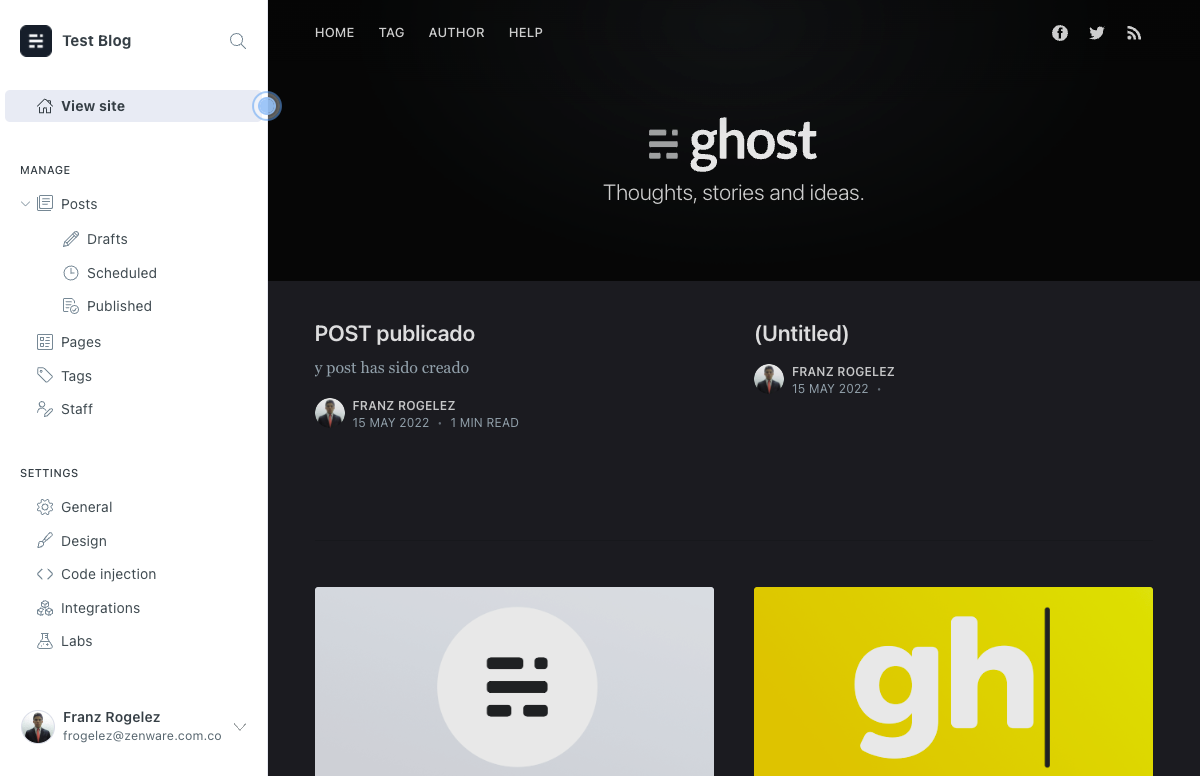 Test Blog
View site
MANAGE
Posts
Drafts
Scheduled
Published
Pages
Tags
Staff
SETTINGS
General
Design
Code injection
Integrations
Labs
Franz Rogelez
frogelez@zenware.com.co
HOME TAG AUTHOR HELP
ghost
Thoughts, stories and ideas.
POST publicado
y post has sido creado
FRANZ ROGELEZ
15 MAY 2022 • 1 MIN READ
(Untitled)
FRANZ ROGELEZ
15 MAY 2022 •
gh